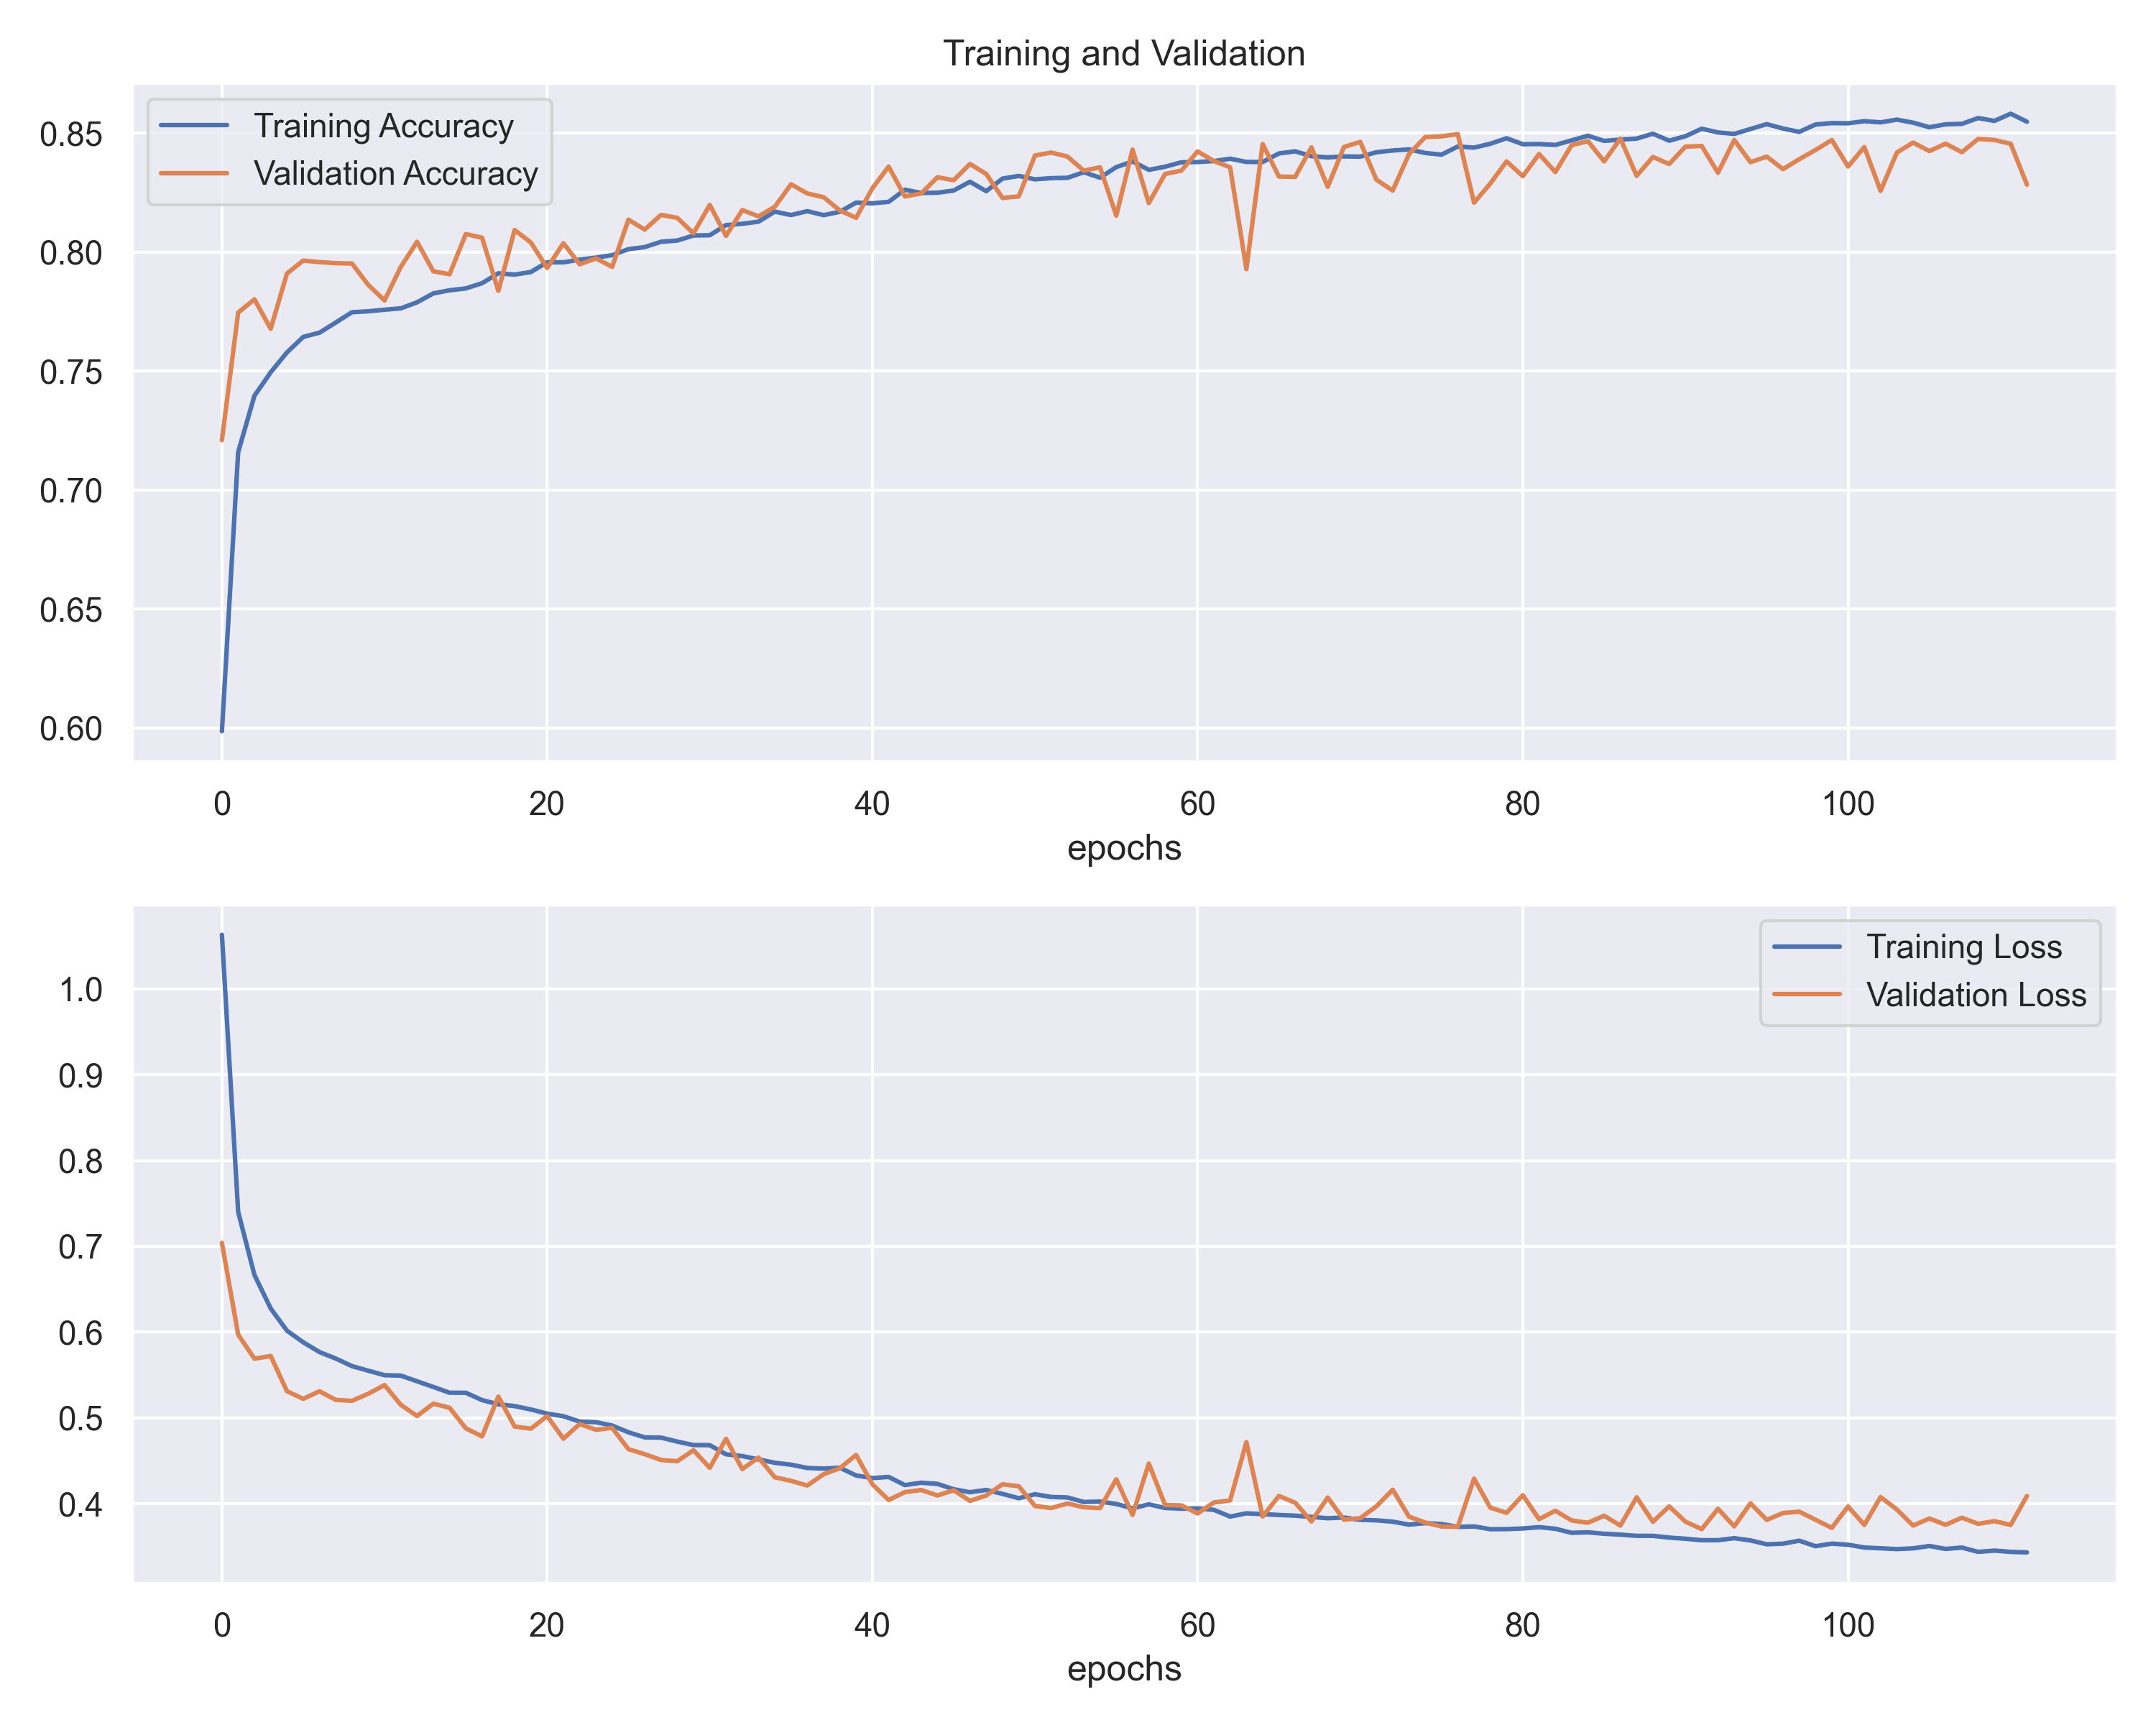 Training and Validation
Training Accuracy
Validation Accuracy
0.85
0.80
0.75
0.70
0.65
0.60
0 20 40 60 80 100
epochs
Training Loss
Validation Loss
1.0
0.9
0.8
0.7
0.6
0.5
0.4
0 20 40 60 80 100
epochs